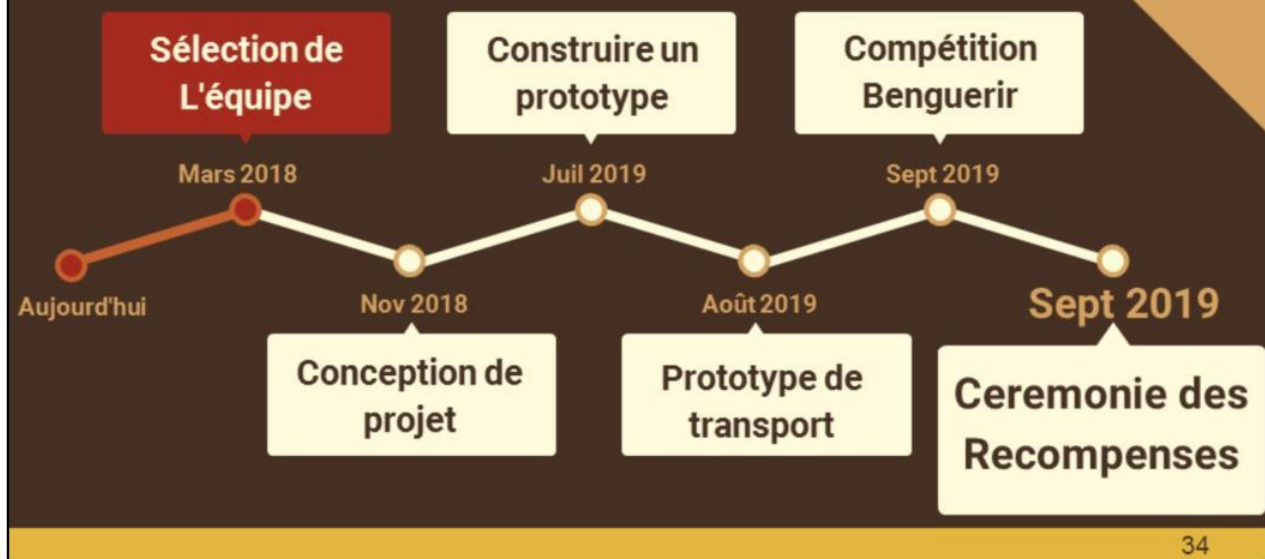 Sélection de
L'équipe
Construire un
prototype
Compétition
Benguerir
Mars 2018
Juil 2019
Sept 2019
Aujourd'hui
Nov 2018
Août 2019
Sept 2019
Conception de
projet
Prototype de
transport
Ceremonie des
Recompenses
34